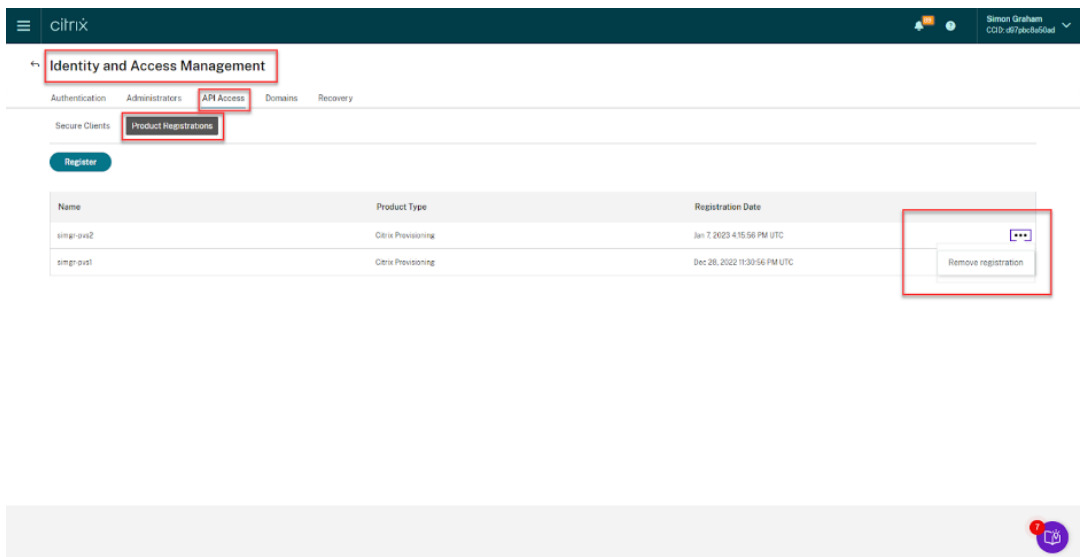 citrix
Simon Graham
CCID: d97pbc8a50ad
Identity and Access Management
Authentication Administrators API Access Domains Recovery
Secure Clients Product Registrations
Register
Name Product Type Registration Date
simgr-pvs2 Citrix Provisioning Jan 7, 2023 4:15:56 PM UTC
simgr-pvs1 Citrix Provisioning Dec 28, 2022 11:30:56 PM UTC
Remove registration
7